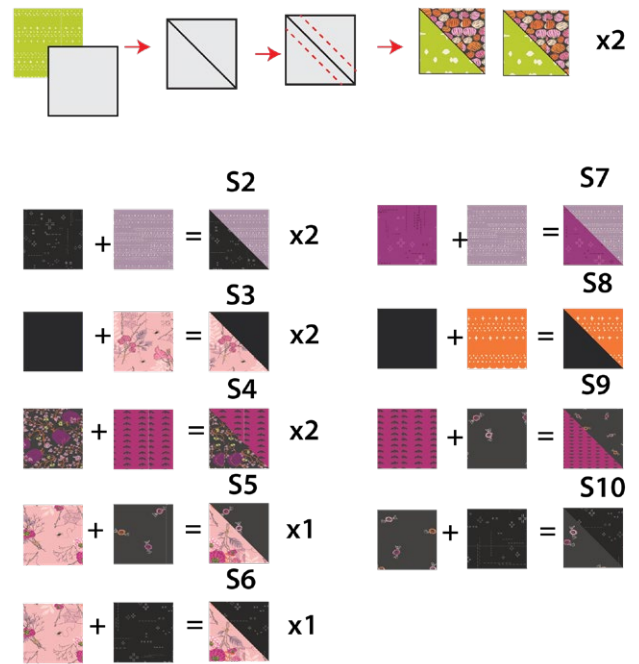 x2
S2
+ = x2
S3
+ = x2
S4
+ = x2
S5
+ = x1
S6
+ = x1
S7
+ =
S8
+ =
S9
+ =
S10
+ =